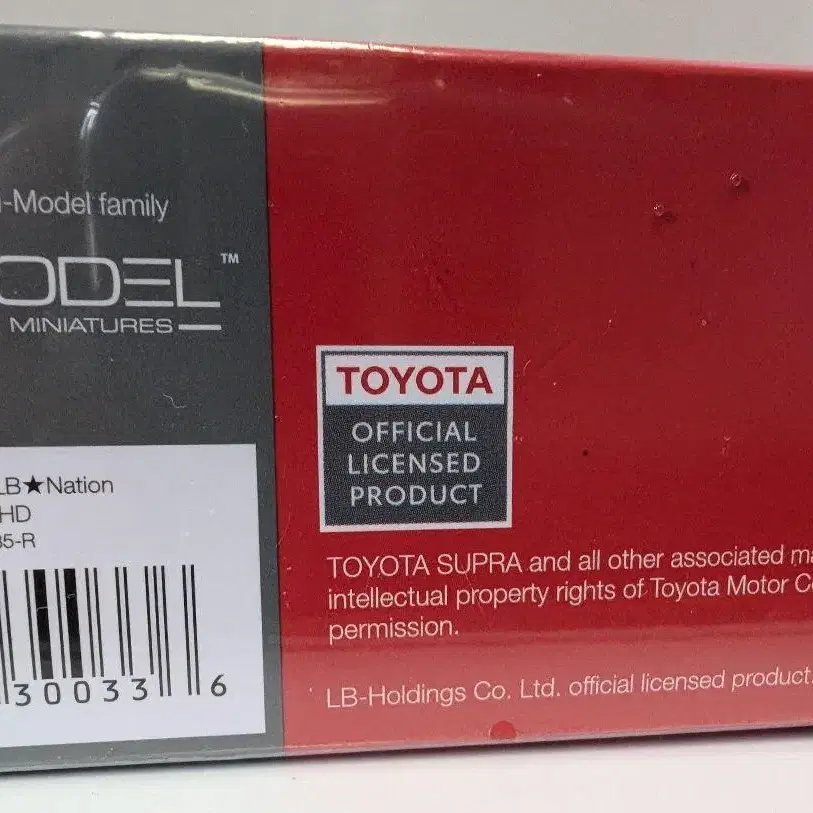 -Model family
ODEL™
MINIATURES
LB★Nation
HD
35-R
30033 6
TOYOTA
OFFICIAL
LICENSED
PRODUCT
TOYOTA SUPRA and all other associated ma
intellectual property rights of Toyota Motor Co
permission.
LB-Holdings Co. Ltd. official licensed product.